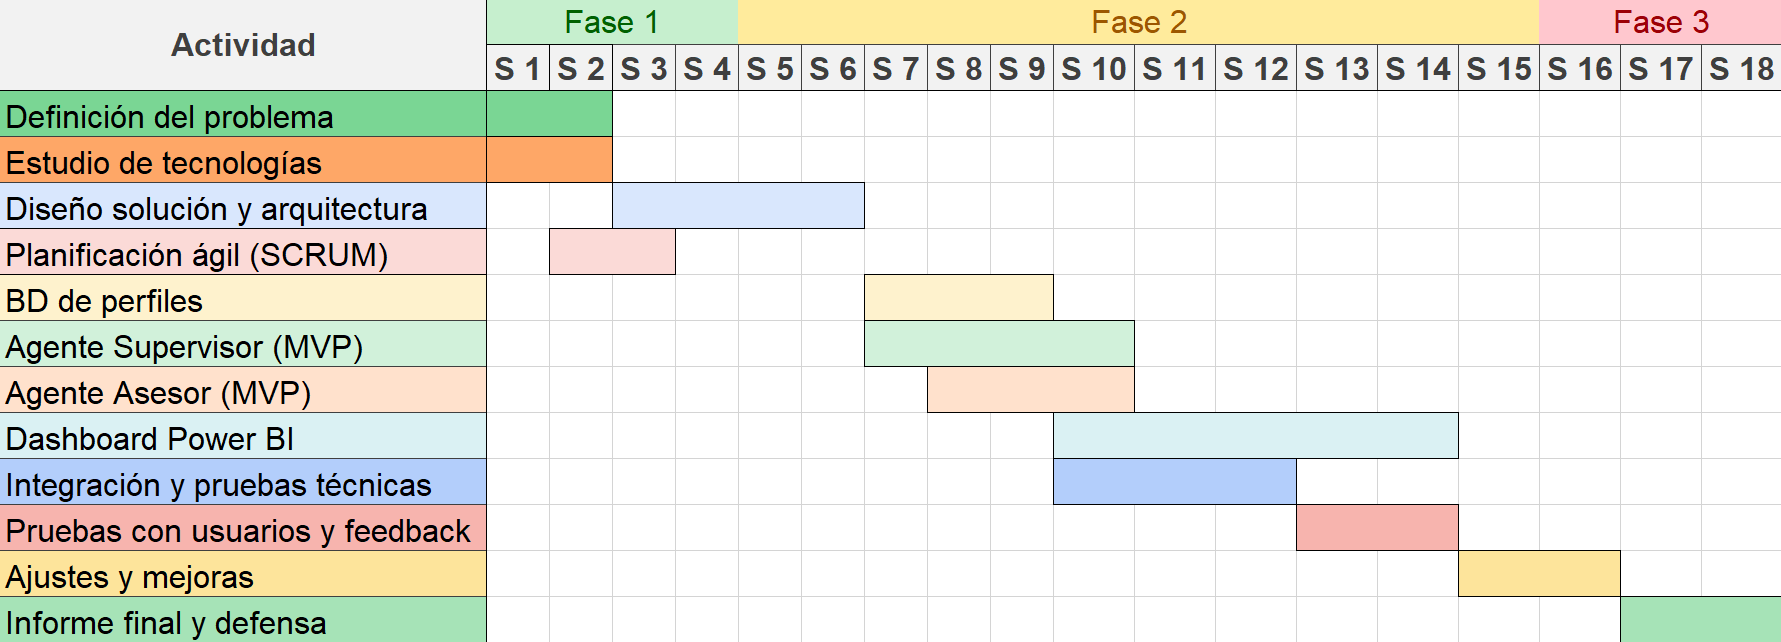 Actividad
Fase 1 Fase 2 Fase 3
S 1 S 2 S 3 S 4 S 5 S 6 S 7 S 8 S 9 S 10 S 11 S 12 S 13 S 14 S 15 S 16 S 17 S 18
Definición del problema
Estudio de tecnologías
Diseño solución y arquitectura
Planificación ágil (SCRUM)
BD de perfiles
Agente Supervisor (MVP)
Agente Asesor (MVP)
Dashboard Power BI
Integración y pruebas técnicas
Pruebas con usuarios y feedback
Ajustes y mejoras
Informe final y defensa